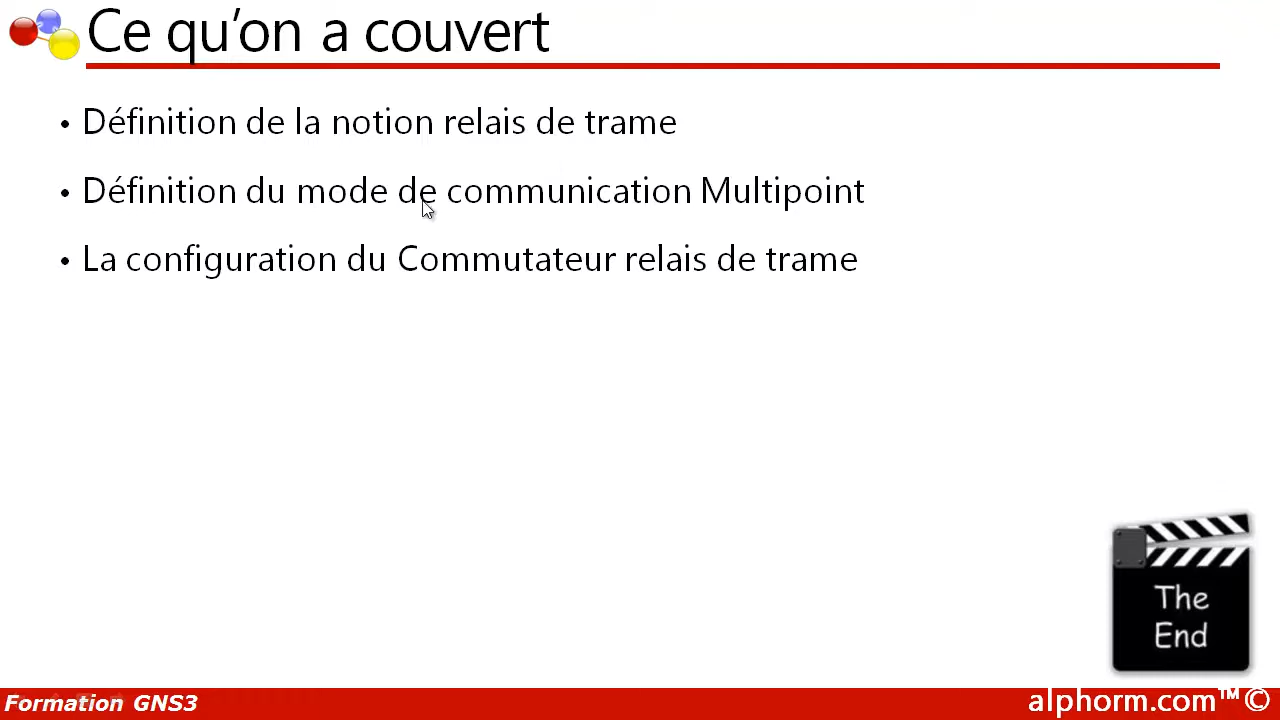 Ce qu’on a couvert
• Définition de la notion relais de trame
• Définition du mode de communication Multipoint
• La configuration du Commutateur relais de trame
The
End
Formation GNS3
alphorm.com™©